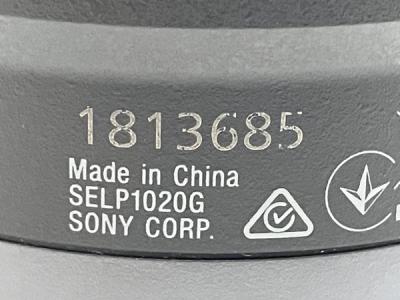 1813685
Made in China
SELP1020G
SONY CORP.